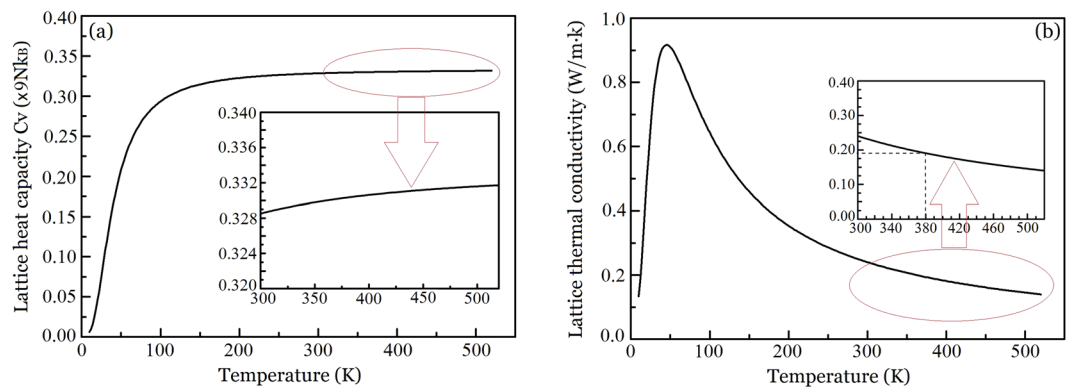 (a)
Lattice heat capacity Cv (x9NkB)
0.40
0.35
0.30
0.25
0.20
0.15
0.10
0.05
0.00
0 100 200 300 400 500
Temperature (K)
0.340
0.336
0.332
0.328
0.324
0.320
300 350 400 450 500
(b)
Lattice thermal conductivity (W/m·k)
1.0
0.8
0.6
0.4
0.2
0.0
0 100 200 300 400 500
Temperature (K)
0.40
0.30
0.20
0.10
0.00
300 340 380 420 460 500